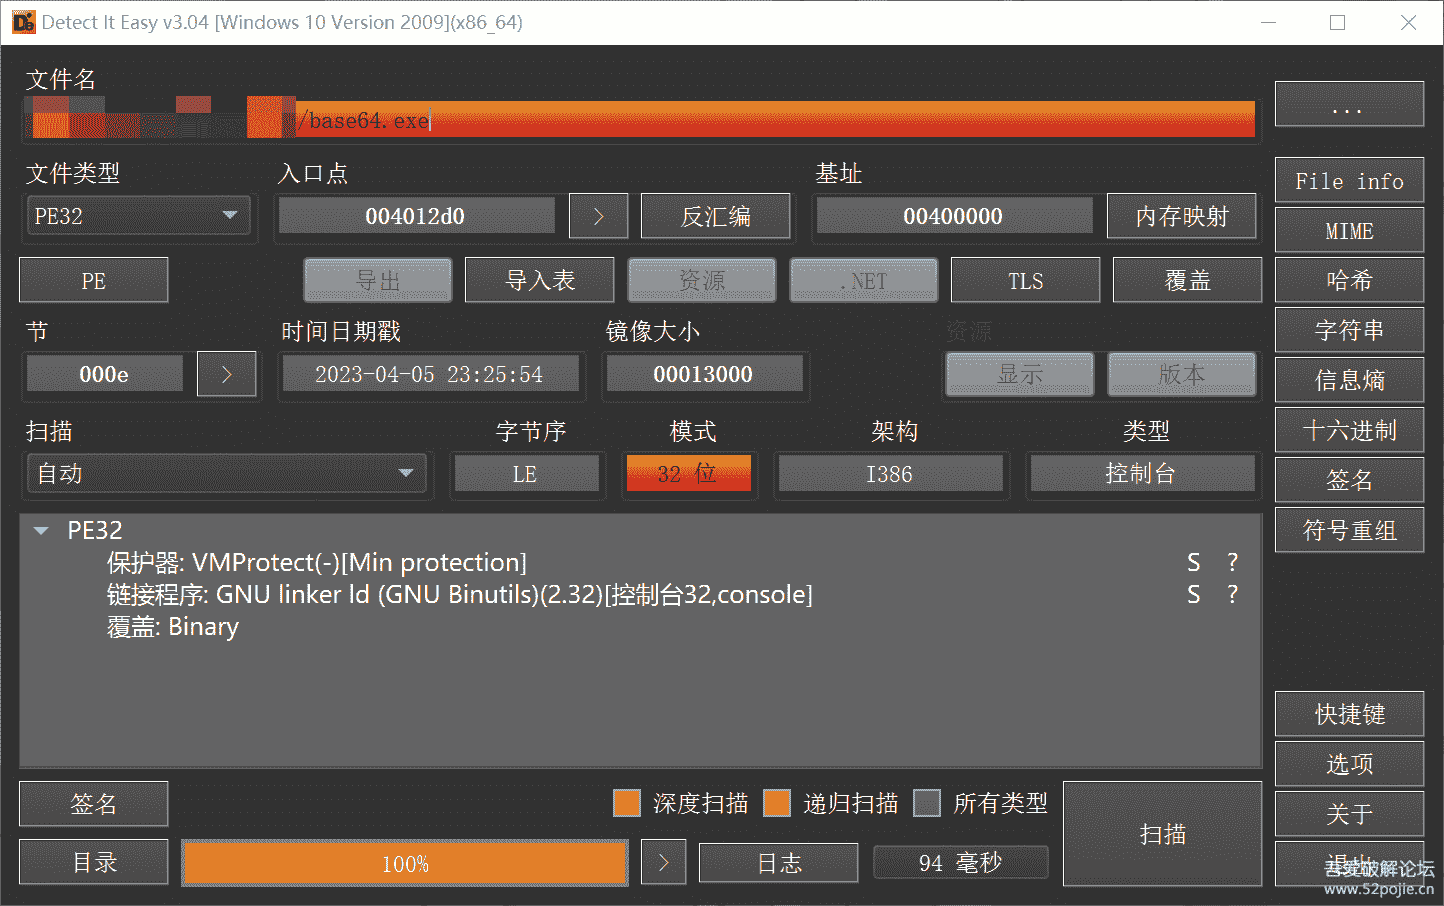 Detect It Easy v3.04 [Windows 10 Version 2009](x86_64)
文件名
/base64.exe
...
文件类型 入口点 基址
File info
PE32 004012d0 > 反汇编 00400000 内存映射
MIME
PE 导出 导入表 资源 .NET TLS 覆盖 哈希
节 时间日期戳 镜像大小 资源
字符串
000e > 2023-04-05 23:25:54 00013000 显示 版本 信息熵
扫描 字节序 模式 架构 类型 十六进制
自动 LE 32 位 I386 控制台 签名
PE32 符号重组
保护器: VMProtect(-)[Min protection] S ?
链接程序: GNU linker ld (GNU Binutils)(2.32)[控制台32,console] S ?
覆盖: Binary
快捷键
选项
签名 深度扫描 递归扫描 所有类型 扫描 关于
目录 100% > 日志 94 毫秒 退出
吾爱破解论坛
www.52pojie.cn